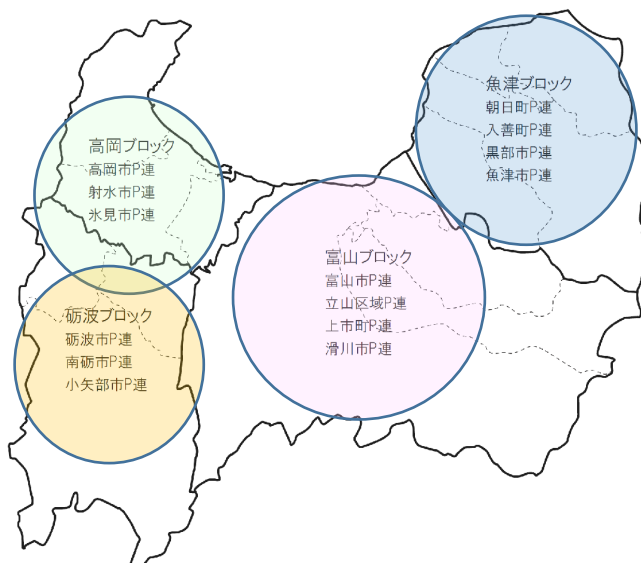 魚津ブロック
朝日町P連
入善町P連
黒部市P連
魚津市P連
高岡ブロック
高岡市P連
射水市P連
氷見市P連
富山ブロック
富山市P連
立山区域P連
上市町P連
滑川市P連
砺波ブロック
砺波市P連
南砺市P連
小矢部市P連